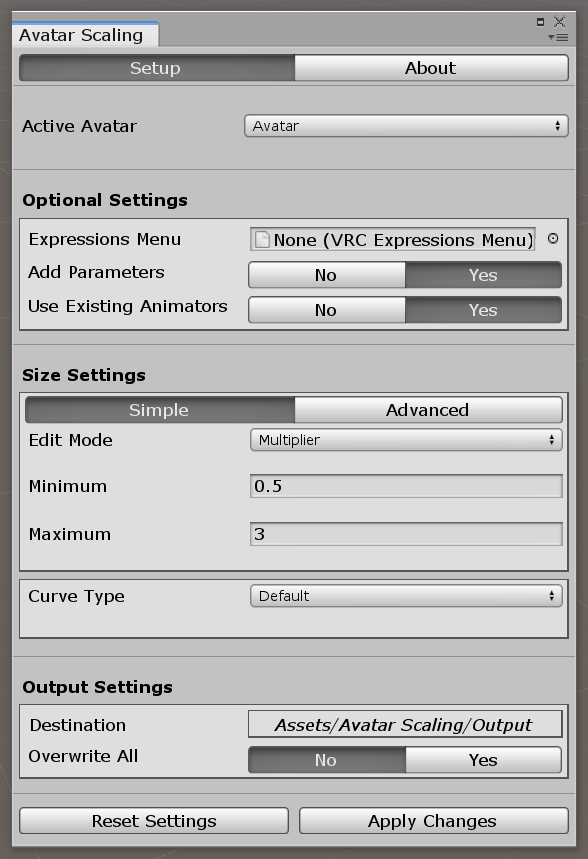 Avatar Scaling
Setup About
Active Avatar Avatar
Optional Settings
Expressions Menu None (VRC Expressions Menu)
Add Parameters No Yes
Use Existing Animators No Yes
Size Settings
Simple Advanced
Edit Mode Multiplier
Minimum 0.5
Maximum 3
Curve Type Default
Output Settings
Destination Assets/Avatar Scaling/Output
Overwrite All No Yes
Reset Settings Apply Changes